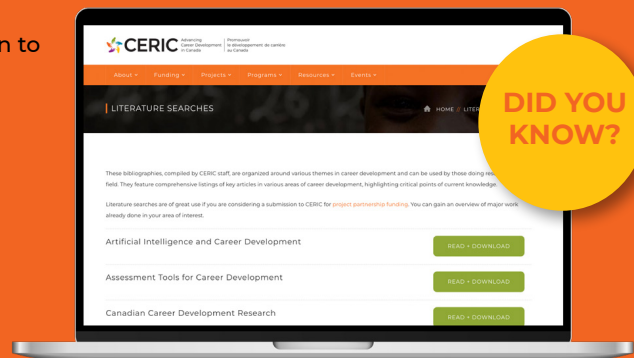 n to
CERIC
Advancing
Career Development
in Canada
Promouvoir
le développement de carrière
au Canada
About Funding Projects Programs Resources Events
LITERATURE SEARCHES
HOME // LITER
DID YOU
KNOW?
These bibliographies, compiled by CERIC staff, are organized around various themes in career development and can be used by those doing
field. They feature comprehensive listings of key articles in various areas of career development, highlighting critical points of current knowledge.
Literature searches are of great use if you are considering a submission to CERIC for project partnership funding. You can gain an overview of major work
already done in your area of interest.
Artificial Intelligence and Career Development
READ + DOWNLOAD
Assessment Tools for Career Development
READ + DOWNLOAD
Canadian Career Development Research
READ + DOWNLOAD